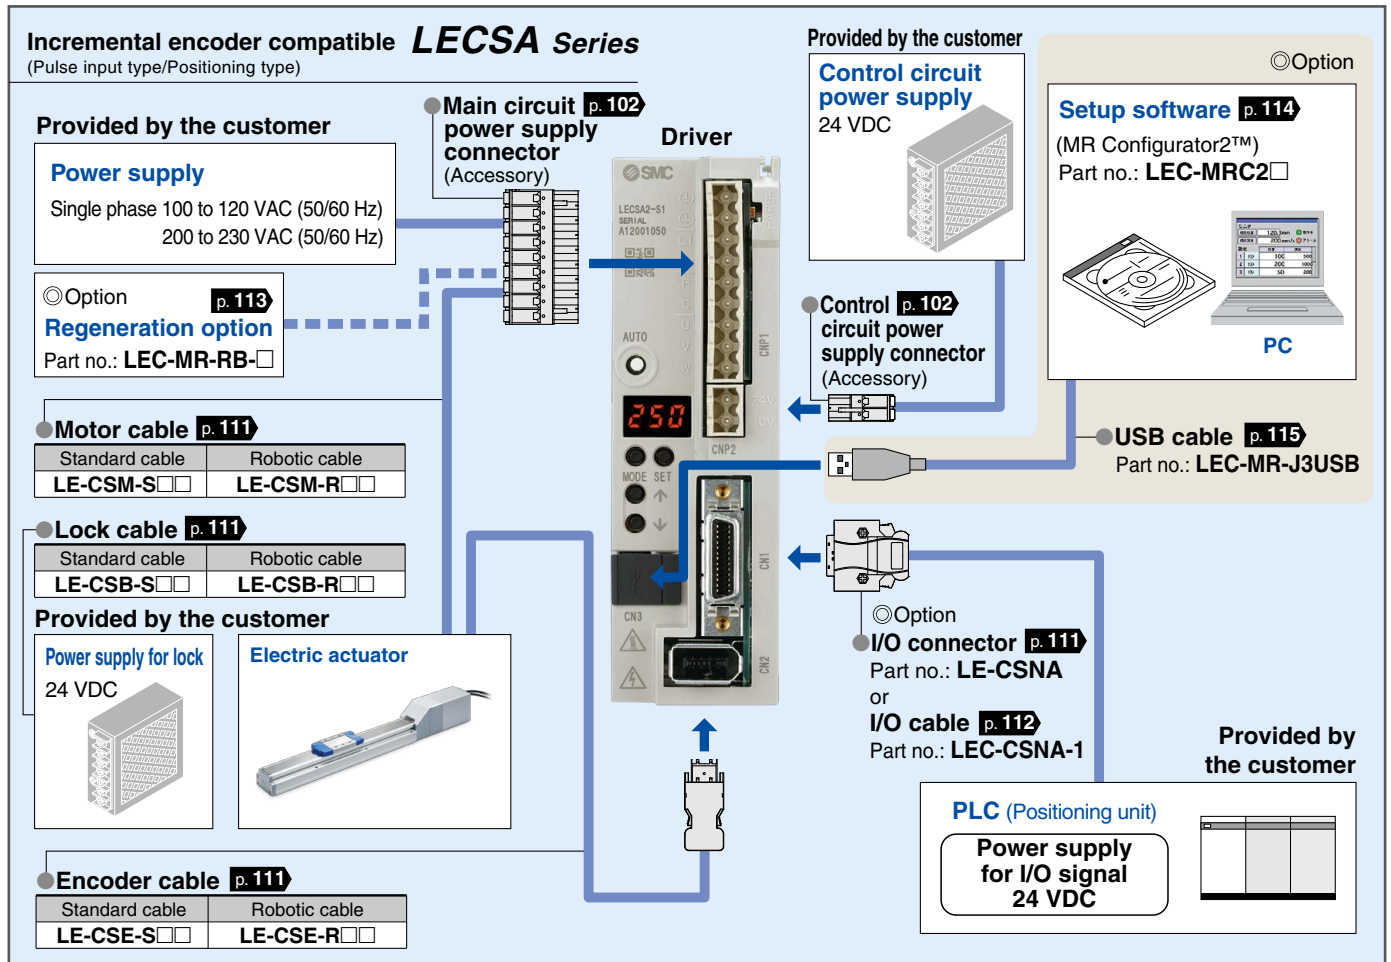 Incremental encoder compatible LECSA Series
(Pulse input type/Positioning type)
Provided by the customer
Power supply
Single phase 100 to 120 VAC (50/60 Hz)
200 to 230 VAC (50/60 Hz)
◎Option
p. 113
Regeneration option
Part no.: LEC-MR-RB-□
Main circuit p. 102
power supply
connector
(Accessory)
Driver
SMC
LECSA2-S1
SERIAL
A12001050
AUTO
250
MODE SET
CNP1
24V
0V
CNP2
CN1
CN3
CN2
Provided by the customer
Control circuit
power supply
24 VDC
Control p. 102
circuit power
supply connector
(Accessory)
◎Option
Setup software p. 114
(MR Configurator2™)
Part no.: LEC-MRC2□
PC
USB cable p. 115
Part no.: LEC-MR-J3USB
Motor cable p. 111
Standard cable Robotic cable
LE-CSM-S□□ LE-CSM-R□□
Lock cable p. 111
Standard cable Robotic cable
LE-CSB-S□□ LE-CSB-R□□
Provided by the customer
Power supply for lock
24 VDC
Electric actuator
Encoder cable p. 111
Standard cable Robotic cable
LE-CSE-S□□ LE-CSE-R□□
◎Option
I/O connector p. 111
Part no.: LE-CSNA
or
I/O cable p. 112
Part no.: LEC-CSNA-1
Provided by
the customer
PLC (Positioning unit)
Power supply
for I/O signal
24 VDC